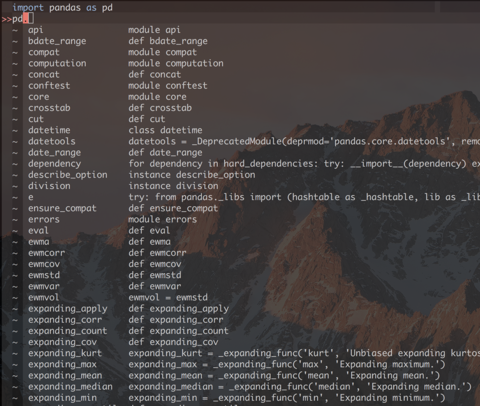 import pandas as pd
>>pd.
~ api module api
~ bdate_range def bdate_range
~ compat module compat
~ computation module computation
~ concat def concat
~ conftest module conftest
~ core module core
~ crosstab def crosstab
~ cut def cut
~ datetime class datetime
~ datetools datetools = _DeprecatedModule(deprmod='pandas.core.datetools', remo
~ date_range def date_range
~ dependency for dependency in hard_dependencies: try: __import__(dependency) ex
~ describe_option instance describe_option
~ division instance division
~ e try: from pandas._libs import (hashtable as _hashtable, lib as _lib
~ ensure_compat def ensure_compat
~ errors module errors
~ eval def eval
~ ewma def ewma
~ ewmcorr def ewmcorr
~ ewmcov def ewmcov
~ ewmstd def ewmstd
~ ewmvar def ewmvar
~ ewmvol ewmvol = ewmstd
~ expanding_apply def expanding_apply
~ expanding_corr def expanding_corr
~ expanding_count def expanding_count
~ expanding_cov def expanding_cov
~ expanding_kurt expanding_kurt = _expanding_func('kurt', 'Unbiased expanding kurtos
~ expanding_max expanding_max = _expanding_func('max', 'Expanding maximum.')
~ expanding_mean expanding_mean = _expanding_func('mean', 'Expanding mean.')
~ expanding_median expanding_median = _expanding_func('median', 'Expanding median.')
~ expanding_min expanding_min = _expanding_func('min', 'Expanding minimum.')